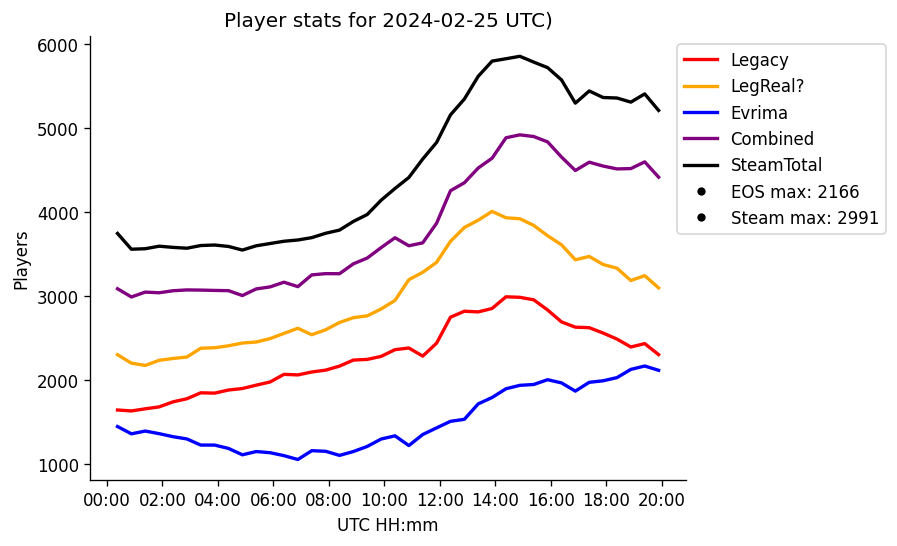 Player stats for 2024-02-25 UTC)
6000
5000
4000
3000
2000
1000
Players
00:00 02:00 04:00 06:00 08:00 10:00 12:00 14:00 16:00 18:00 20:00
UTC HH:mm
Legacy
LegReal?
Evrima
Combined
SteamTotal
EOS max: 2166
Steam max: 2991